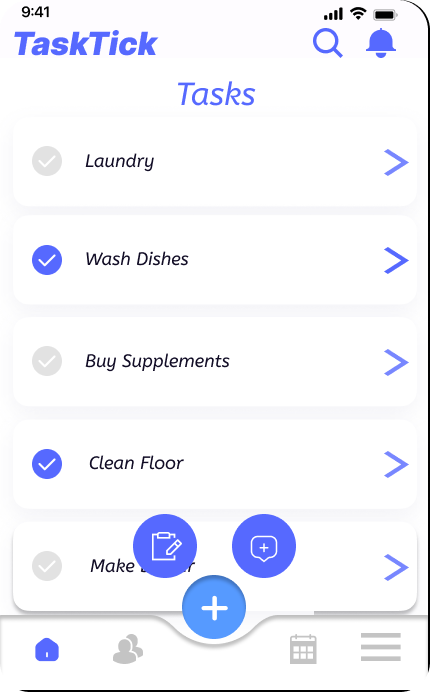 9:41
TaskTick
Tasks
Laundry
Wash Dishes
Buy Supplements
Clean Floor
Make